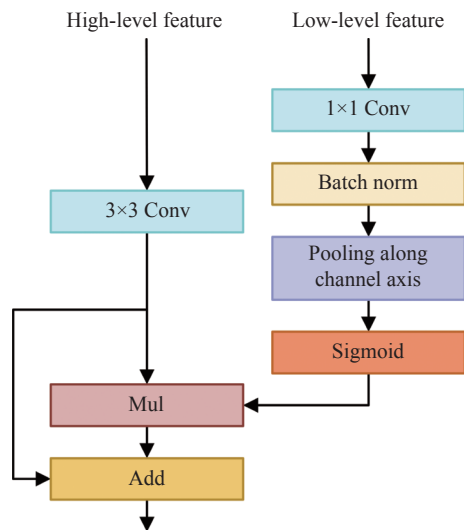 High-level feature
Low-level feature
1×1 Conv
Batch norm
3×3 Conv
Pooling along
channel axis
Sigmoid
Mul
Add